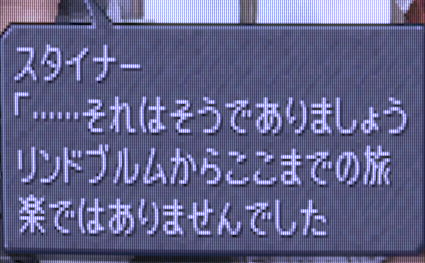 スタイナー
「……それはそうでありましょう
リンドブルムからここまでの旅
楽ではありませんでした